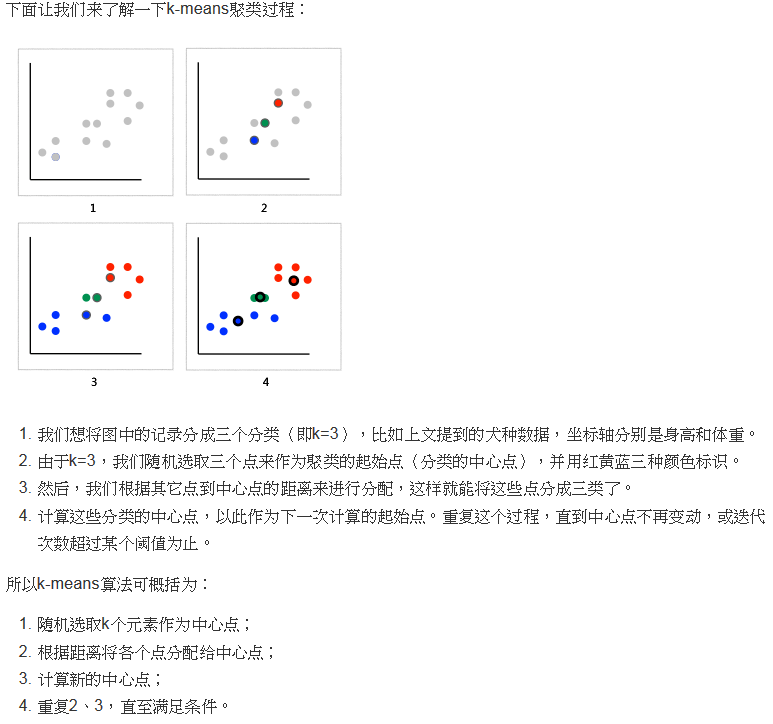 下面让我们来了解一下k-means聚类过程：
1
2
3
4
1. 我们想将图中的记录分成三个分类（即k=3），比如上文提到的犬种数据，坐标轴分别是身高和体重。
2. 由于k=3，我们随机选取三个点来作为聚类的起始点（分类的中心点），并用红黄蓝三种颜色标识。
3. 然后，我们根据其它点到中心点的距离来进行分配，这样就能将这些点分成三类了。
4. 计算这些分类的中心点，以此作为下一次计算的起始点。重复这个过程，直到中心点不再变动，或迭代
次数超过某个阈值为止。
所以k-means算法可概括为：
1. 随机选取k个元素作为中心点；
2. 根据距离将各个点分配给中心点；
3. 计算新的中心点；
4. 重复2、3，直至满足条件。